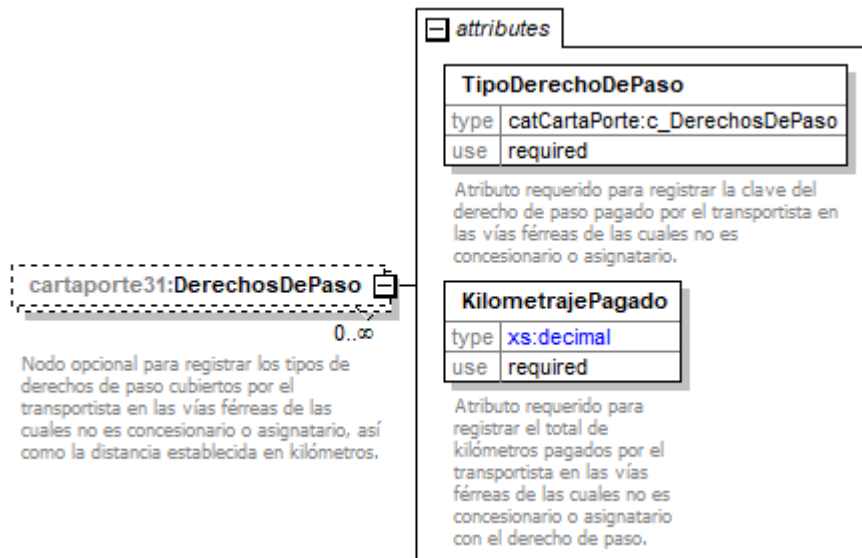 attributes
TipoDerechoDePaso
type catCartaPorte:c_DerechosDePaso
use required
Atributo requerido para registrar la clave del
derecho de paso pagado por el transportista en
las vías férreas de las cuales no es
concesionario o asignatario.
cartaporte31:DerechosDePaso
0..∞
Nodo opcional para registrar los tipos de
derechos de paso cubiertos por el
transportista en las vías férreas de las
cuales no es concesionario o asignatario, así
como la distancia establecida en kilómetros.
KilometrajePagado
type xs:decimal
use required
Atributo requerido para
registrar el total de
kilómetros pagados por el
transportista en las vías
férreas de las cuales no es
concesionario o asignatario
con el derecho de paso.